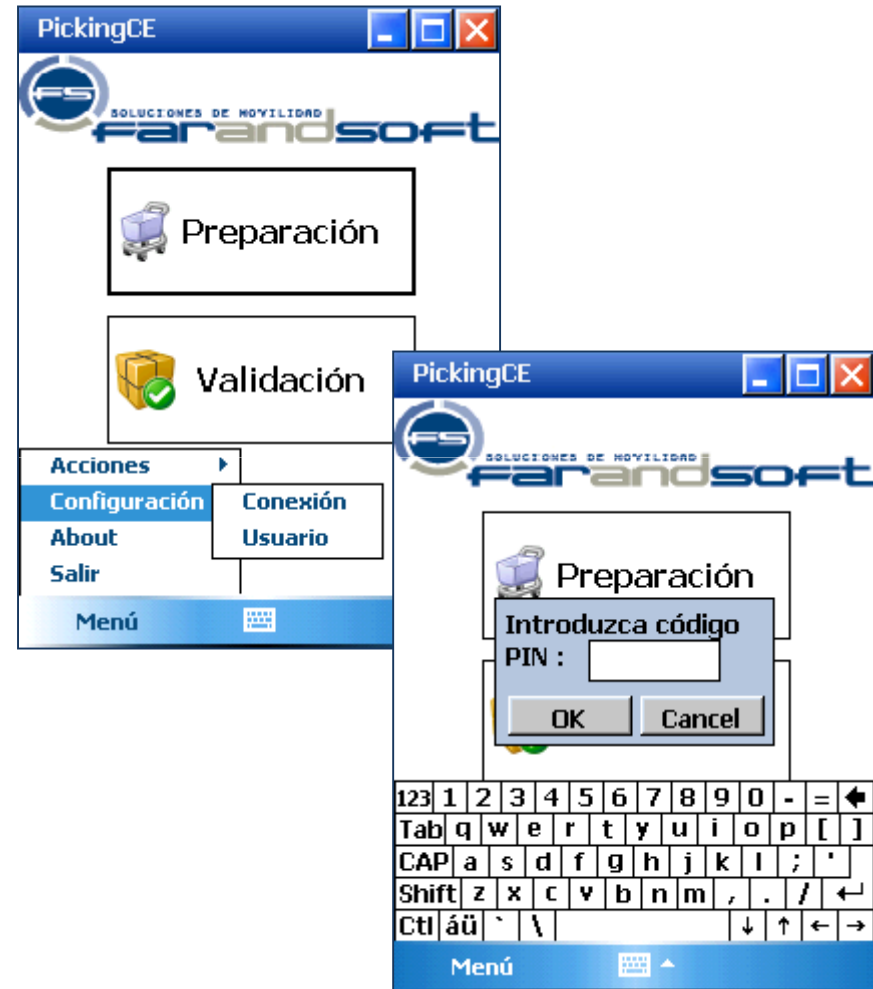 PickingCE
FS
SOLUCIONES DE MOVILIDAD
farandsoft
Preparación
Validación
Acciones
Configuración
Conexión
About
Usuario
Salir
Menú
PickingCE
FS
SOLUCIONES DE MOVILIDAD
farandsoft
Preparación
Introduzca código
PIN :
OK Cancel
123 1 2 3 4 5 6 7 8 9 0 - = 🡄
Tab q w e r t y u i o p [ ]
CAP a s d f g h j k l ; '
Shift z x c v b n m , . / ↵
Ctl áü ` \ ↓ ↑ ← →
Menú